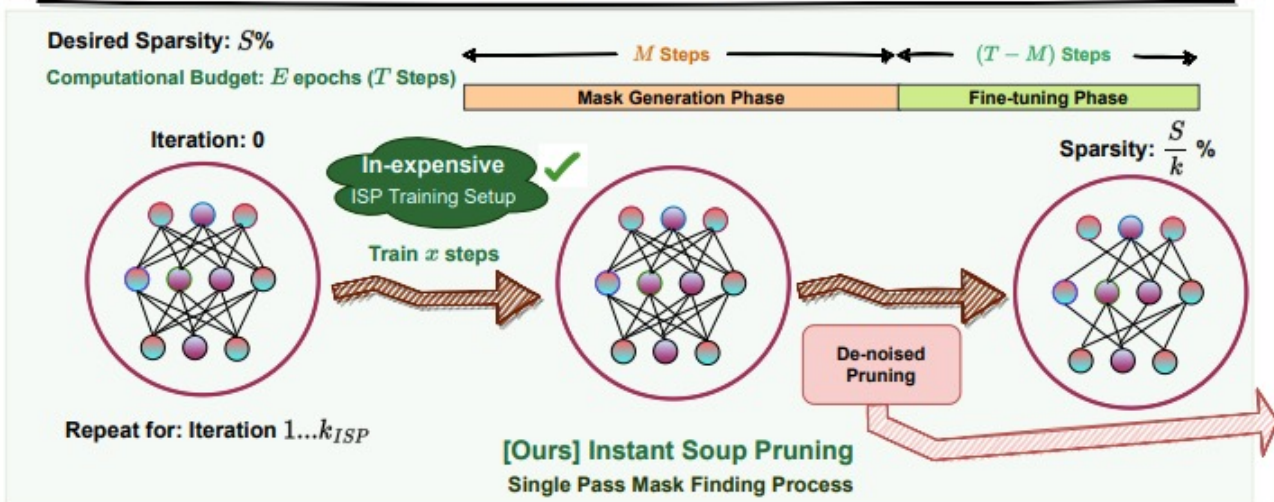 Desired Sparsity: S%
Computational Budget: E epochs (T Steps)
M Steps
(T − M) Steps
Mask Generation Phase
Fine-tuning Phase
Iteration: 0
In-expensive
ISP Training Setup
Train x steps
Sparsity: S/k %
De-noised
Pruning
Repeat for: Iteration 1...k_ISP
[Ours] Instant Soup Pruning
Single Pass Mask Finding Process